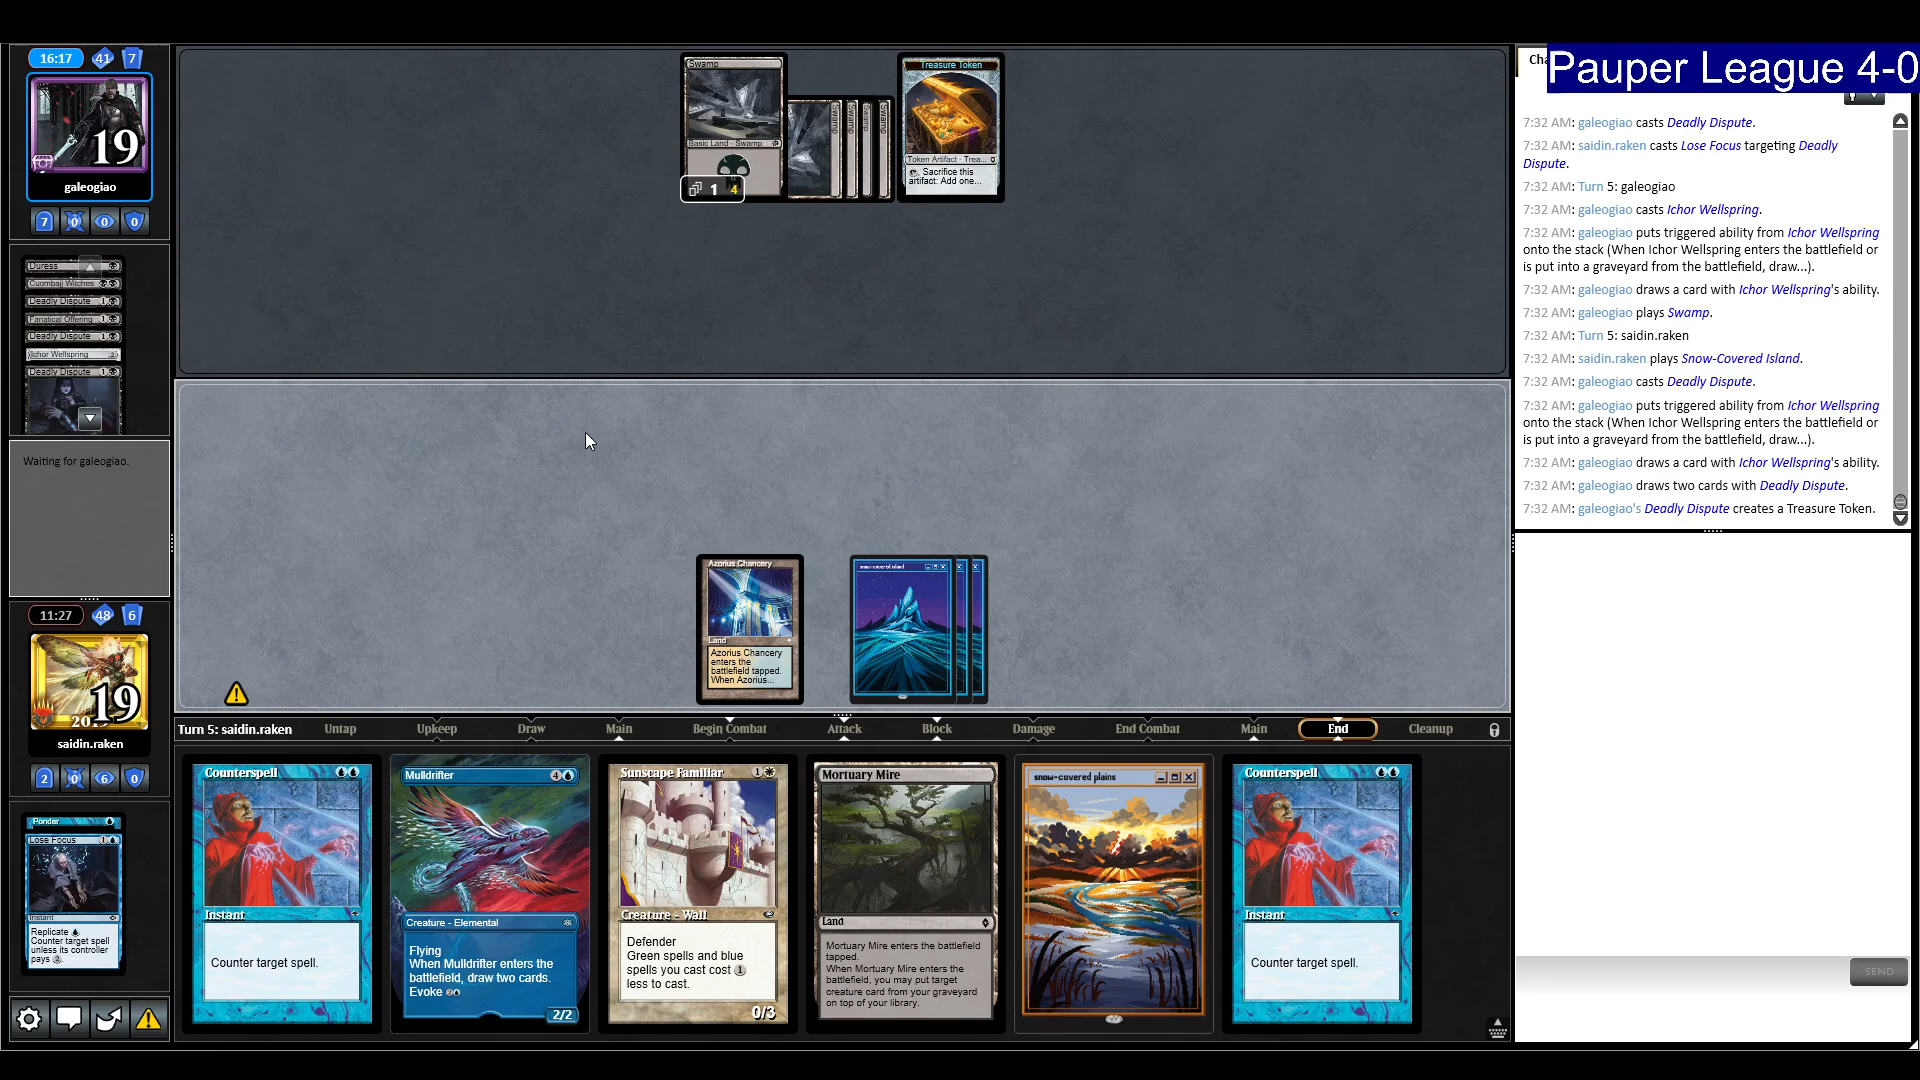 Pauper League 4-0
Cha
16:17 41 7
19
galeogiao
7 0 0 0
Duress
Cuombajj Witches
Deadly Dispute 1
Fanatical Offering 1
Deadly Dispute 1
Ichor Wellspring 2
Deadly Dispute 1
Waiting for galeogiao.
11:27 48 6
19
saidin.raken
2 0 6 0
Ponder
Lose Focus 1
Instant
Replicate
Counter target spell
unless its controller
pays 2.
Swamp
Basic Land - Swamp
1 4
Swamp
Swamp
Swamp
Swamp
Treasure Token
Token Artifact - Trea...
, Sacrifice this
artifact: Add one...
Azorius Chancery
Land
Azorius Chancery
enters the
battlefield tapped.
When Azorius...
snow-covered island
Turn 5: saidin.raken
Untap
Upkeep
Draw
Main
Begin Combat
Attack
Block
Damage
End Combat
Main
End
Cleanup
Counterspell
Instant
Counter target spell.
Mulldrifter 4
Creature - Elemental
Flying
When Mulldrifter enters the
battlefield, draw two cards.
Evoke 2
2/2
Sunscape Familiar 1
Creature - Wall
Defender
Green spells and blue
spells you cast cost 1
less to cast.
0/3
Mortuary Mire
Land
Mortuary Mire enters the battlefield
tapped.
When Mortuary Mire enters the
battlefield, you may put target
creature card from your graveyard
on top of your library.
snow-covered plains
Counterspell
Instant
Counter target spell.
7:32 AM: galeogiao casts Deadly Dispute.
7:32 AM: saidin.raken casts Lose Focus targeting Deadly
Dispute.
7:32 AM: Turn 5: galeogiao
7:32 AM: galeogiao casts Ichor Wellspring.
7:32 AM: galeogiao puts triggered ability from Ichor Wellspring
onto the stack (When Ichor Wellspring enters the battlefield or
is put into a graveyard from the battlefield, draw...).
7:32 AM: galeogiao draws a card with Ichor Wellspring's ability.
7:32 AM: galeogiao plays Swamp.
7:32 AM: Turn 5: saidin.raken
7:32 AM: saidin.raken plays Snow-Covered Island.
7:32 AM: galeogiao casts Deadly Dispute.
7:32 AM: galeogiao puts triggered ability from Ichor Wellspring
onto the stack (When Ichor Wellspring enters the battlefield or
is put into a graveyard from the battlefield, draw...).
7:32 AM: galeogiao draws a card with Ichor Wellspring's ability.
7:32 AM: galeogiao draws two cards with Deadly Dispute.
7:32 AM: galeogiao's Deadly Dispute creates a Treasure Token.
SEND